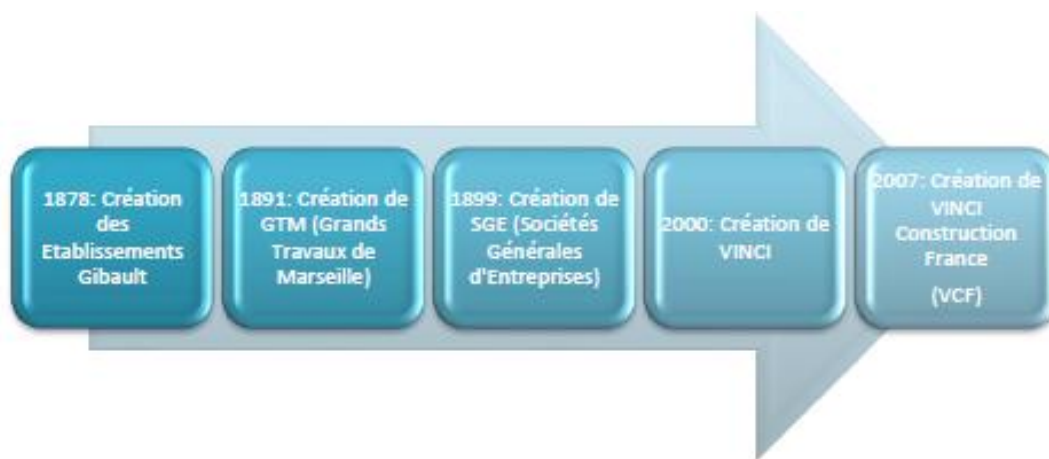 1878: Création
des
Etablissements
Gibault
1891: Création de
GTM (Grands
Travaux de
Marseille)
1899: Création de
SGE (Sociétés
Générales
d'Entreprises)
2000: Création de
VINCI
2007: Création de
VINCI
Construction
France
(VCF)